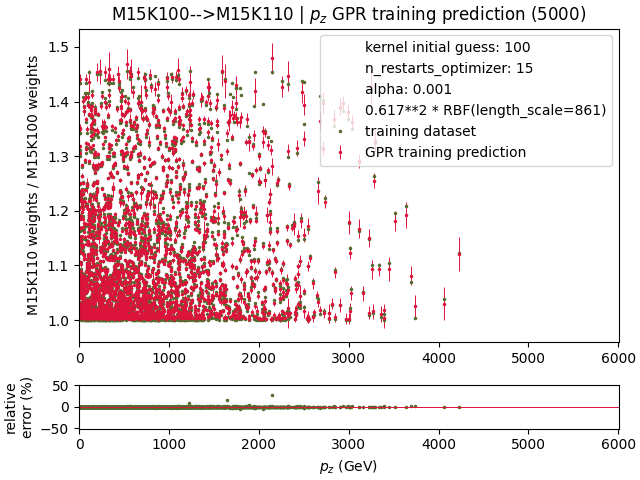 M15K100-->M15K110 | p_z GPR training prediction (5000)
M15K110 weights / M15K100 weights
1.5
1.4
1.3
1.2
1.1
1.0
kernel initial guess: 100
n_restarts_optimizer: 15
alpha: 0.001
0.617**2 * RBF(length_scale=861)
training dataset
GPR training prediction
0 1000 2000 3000 4000 5000 6000
relative
error (%)
50
0
−50
0 1000 2000 3000 4000 5000 6000
p_z (GeV)